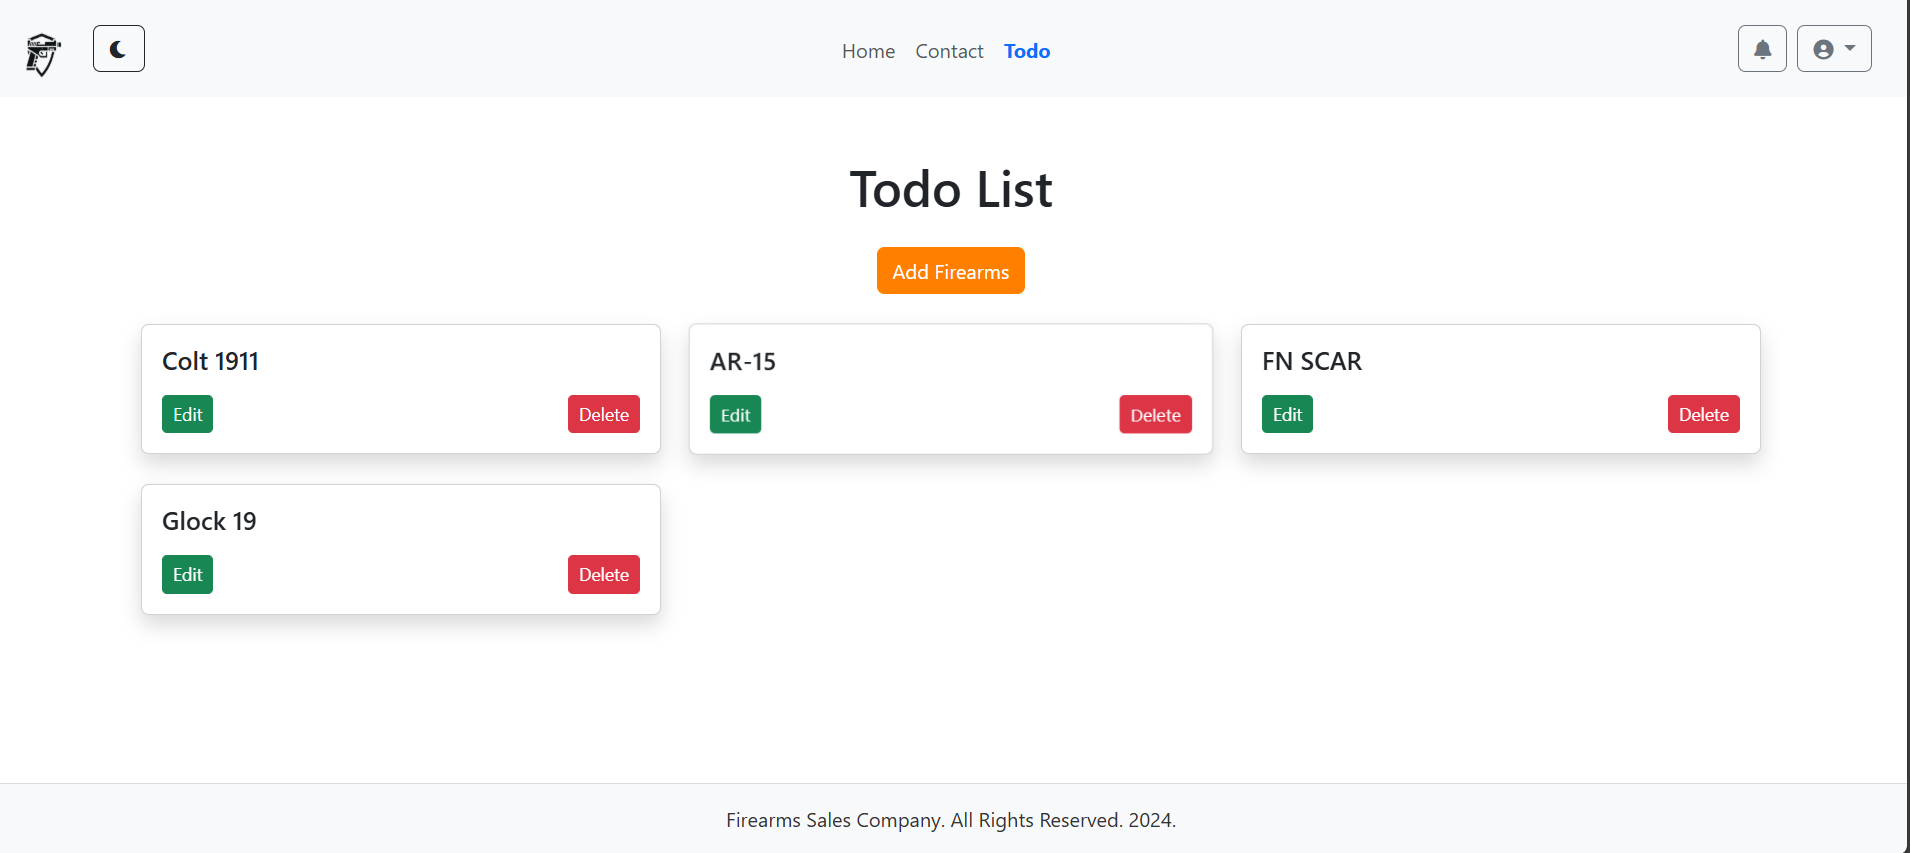 Home Contact Todo
Todo List
Add Firearms
Colt 1911
Edit Delete
AR-15
Edit Delete
FN SCAR
Edit Delete
Glock 19
Edit Delete
Firearms Sales Company. All Rights Reserved. 2024.